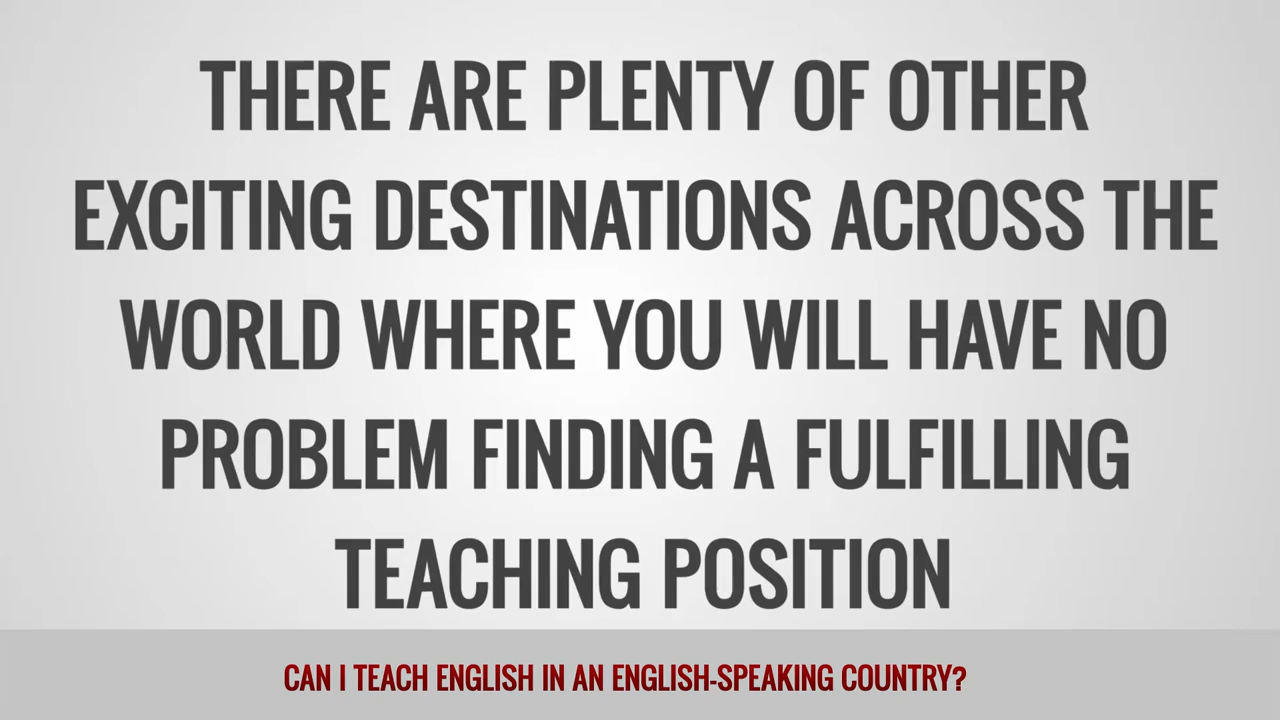 THERE ARE PLENTY OF OTHER
EXCITING DESTINATIONS ACROSS THE
WORLD WHERE YOU WILL HAVE NO
PROBLEM FINDING A FULFILLING
TEACHING POSITION
CAN I TEACH ENGLISH IN AN ENGLISH-SPEAKING COUNTRY?